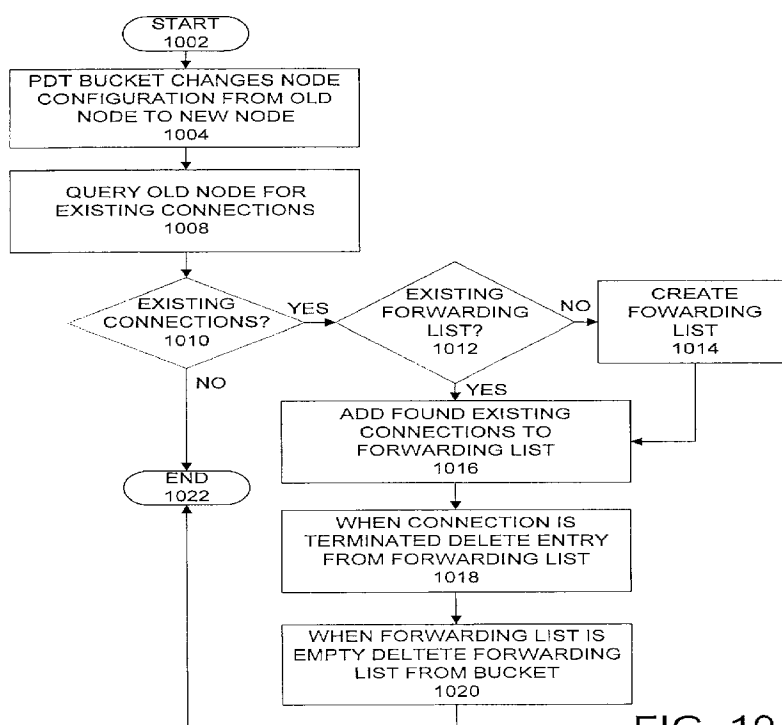 START
1002
PDT BUCKET CHANGES NODE
CONFIGURATION FROM OLD
NODE TO NEW NODE
1004
QUERY OLD NODE FOR
EXISTING CONNECTIONS
1008
EXISTING
CONNECTIONS?
1010
YES
NO
EXISTING
FORWARDING
LIST?
1012
NO
YES
CREATE
FOWARDING
LIST
1014
ADD FOUND EXISTING
CONNECTIONS TO
FORWARDING LIST
1016
END
1022
WHEN CONNECTION IS
TERMINATED DELETE ENTRY
FROM FORWARDING LIST
1018
WHEN FORWARDING LIST IS
EMPTY DELTETE FORWARDING
LIST FROM BUCKET
1020
FIG. 10